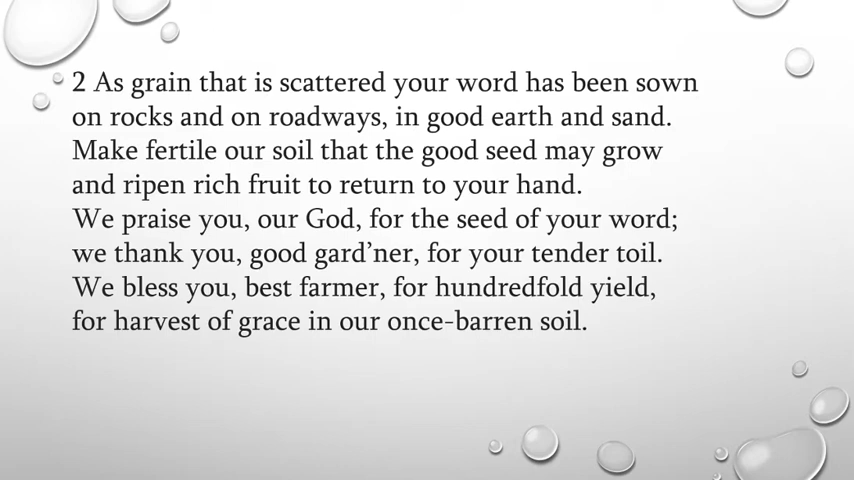 2 As grain that is scattered your word has been sown
on rocks and on roadways, in good earth and sand.
Make fertile our soil that the good seed may grow
and ripen rich fruit to return to your hand.
We praise you, our God, for the seed of your word;
we thank you, good gard’ner, for your tender toil.
We bless you, best farmer, for hundredfold yield,
for harvest of grace in our once-barren soil.